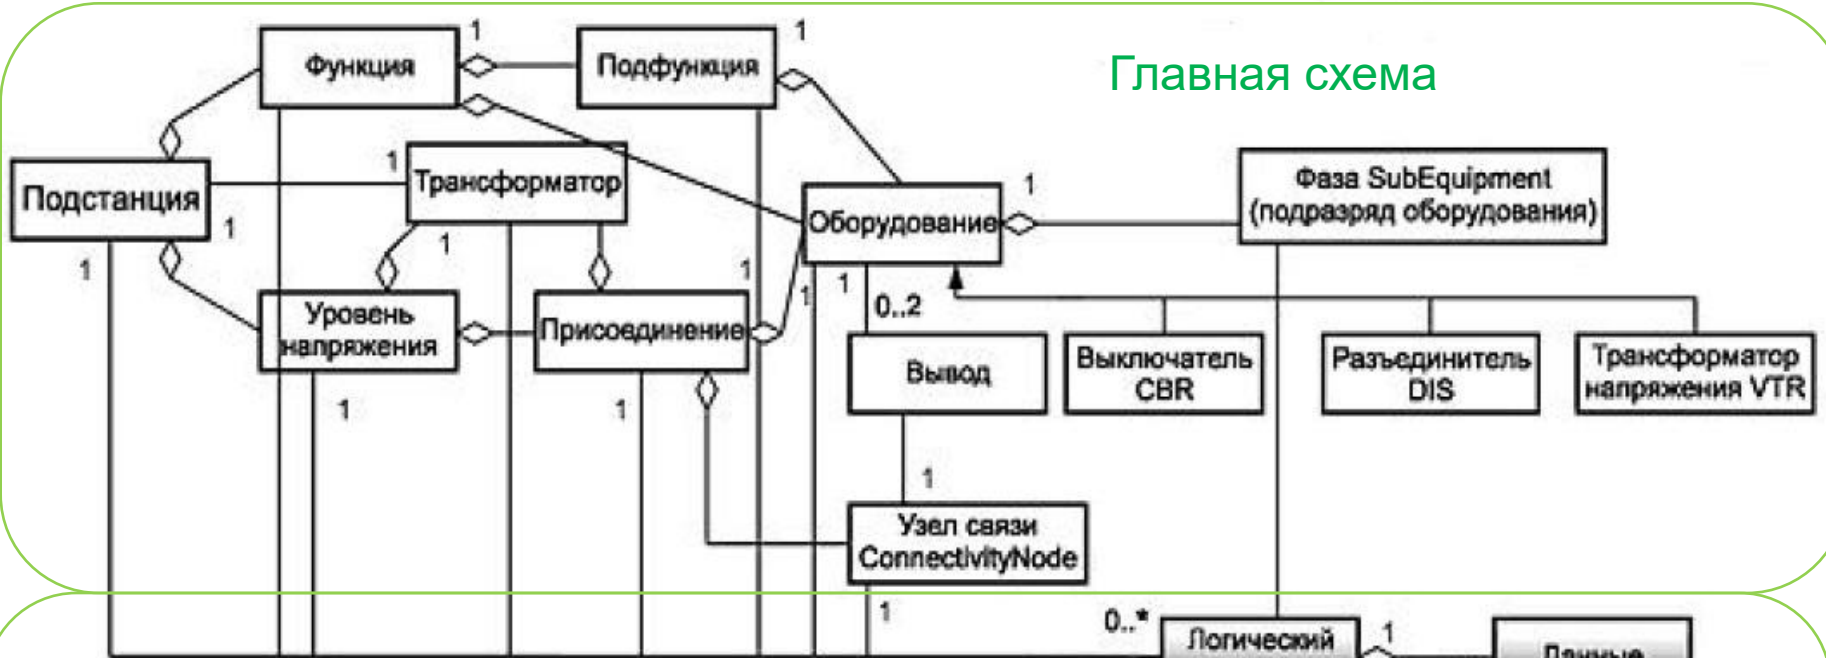 1
1
Функция
Подфункция
Главная схема
1
Трансформатор
Подстанция
1
1
Оборудование
1
Фаза SubEquipment
(подразряд оборудования)
1
1
1
1
0..2
Уровень
напряжения
Присоединение
1
1
1
Вывод
Выключатель
CBR
Разъединитель
DIS
Трансформатор
напряжения VTR
1
Узел связи
ConnectivityNode
1
0..*
Логический
1
Данные